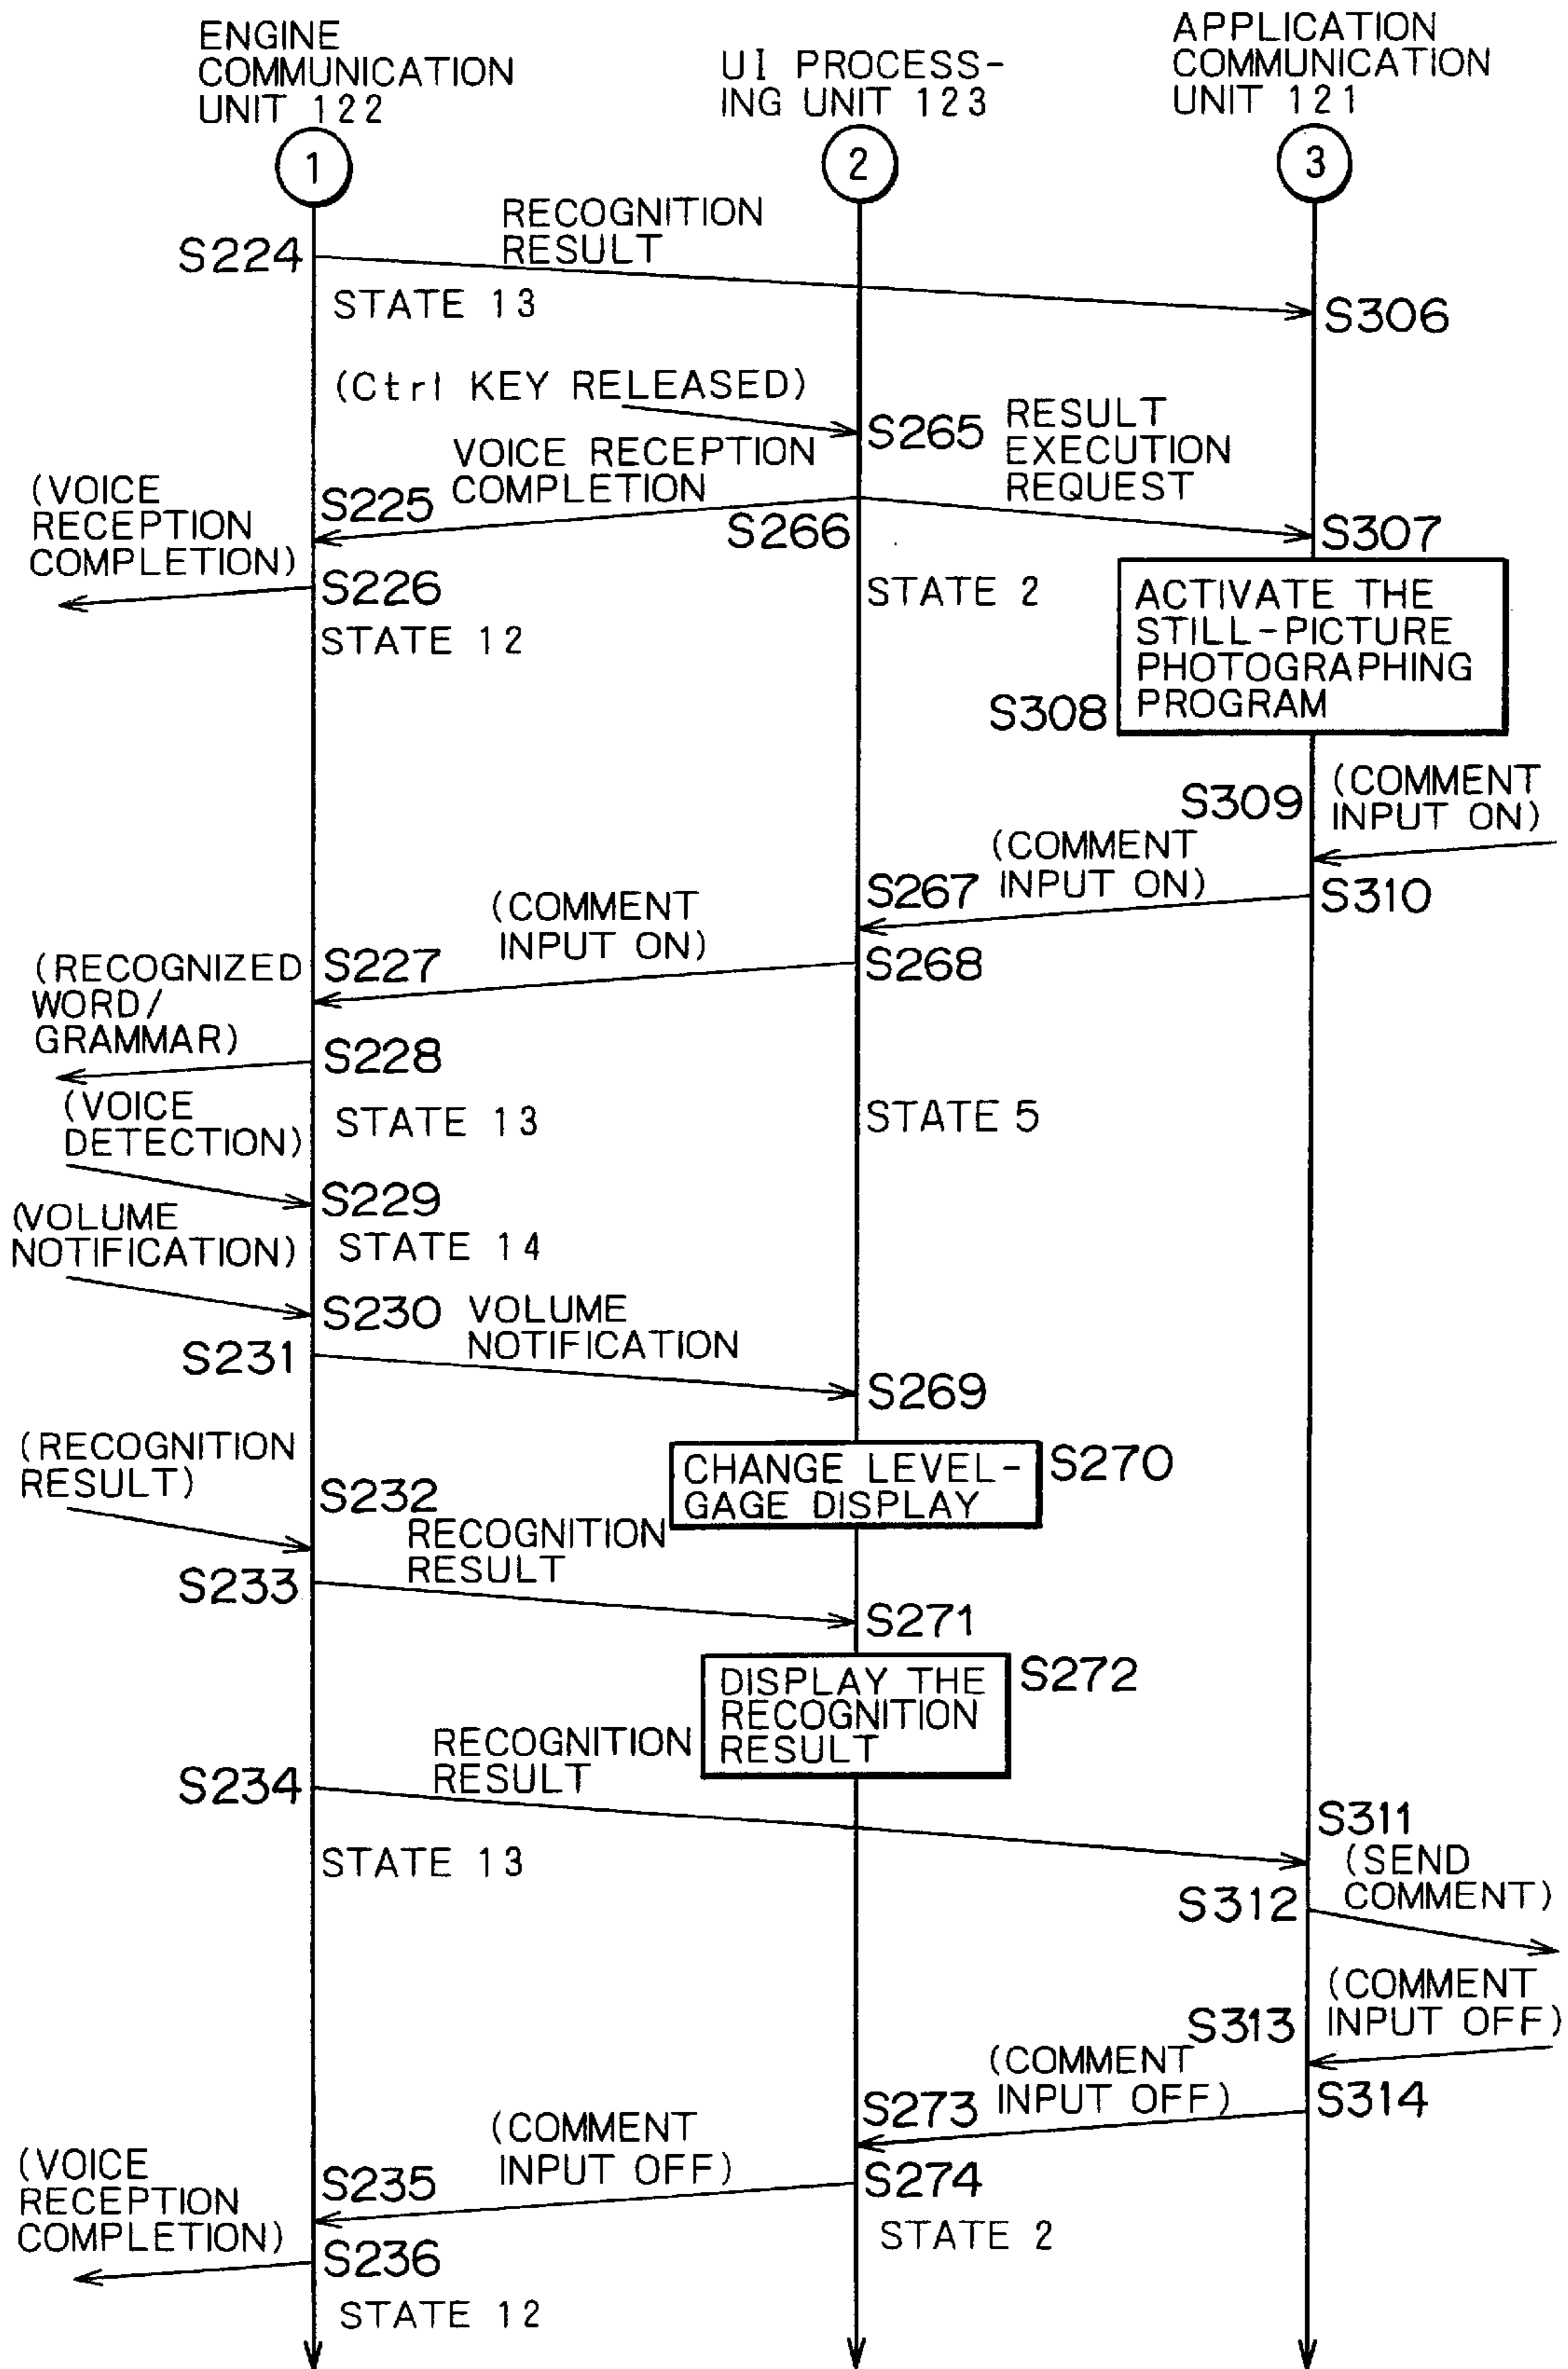 ENGINE
COMMUNICATION
UNIT 122
UI PROCESS-
ING UNIT 123
APPLICATION
COMMUNICATION
UNIT 121
1
2
3
RECOGNITION
RESULT
S224
STATE 13
S306
(Ctrl KEY RELEASED)
S265
RESULT
EXECUTION
REQUEST
VOICE RECEPTION
COMPLETION
(VOICE
RECEPTION
COMPLETION)
S225
S266
S307
S226
STATE 12
STATE 2
ACTIVATE THE
STILL-PICTURE
PHOTOGRAPHING
PROGRAM
S308
S309
(COMMENT
INPUT ON)
(COMMENT
INPUT ON)
S267
S310
(COMMENT
INPUT ON)
S227
S268
(RECOGNIZED
WORD/
GRAMMAR)
S228
(VOICE
DETECTION)
STATE 13
STATE 5
S229
(VOLUME
NOTIFICATION)
STATE 14
S230
VOLUME
NOTIFICATION
S231
S269
(RECOGNITION
RESULT)
CHANGE LEVEL-
GAGE DISPLAY
S270
S232
RECOGNITION
RESULT
S233
S271
DISPLAY THE
RECOGNITION
RESULT
S272
RECOGNITION
RESULT
S234
S311
STATE 13
(SEND
COMMENT)
S312
(COMMENT
INPUT OFF)
S313
(COMMENT
INPUT OFF)
S273
S314
(COMMENT
INPUT OFF)
(VOICE
RECEPTION
COMPLETION)
S235
S274
STATE 2
S236
STATE 12